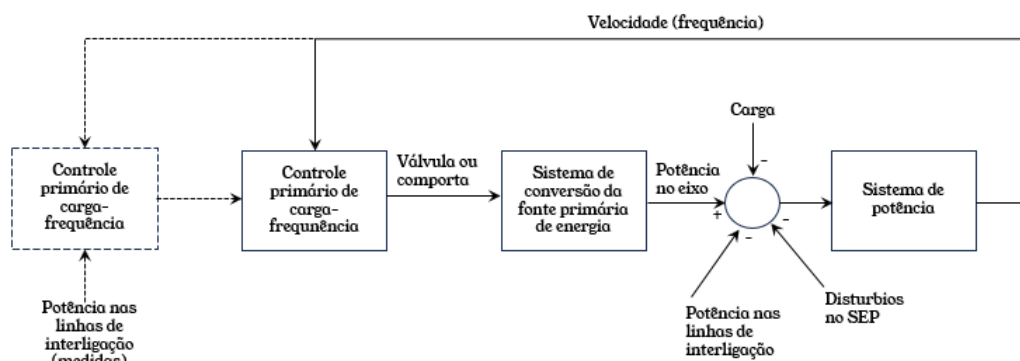 Velocidade (frequência)
Carga
Controle
primário de
carga-
frequência
Controle
primário de
carga-
frequnência
Válvula ou
comporta
Sistema de
conversão da
fonte primária
de energia
Potência
no eixo
Sistema de
potência
-
+
-
-
Potência nas
linhas de
interligação
(medidas)
Potência nas
linhas de
interligação
Disturbios
no SEP